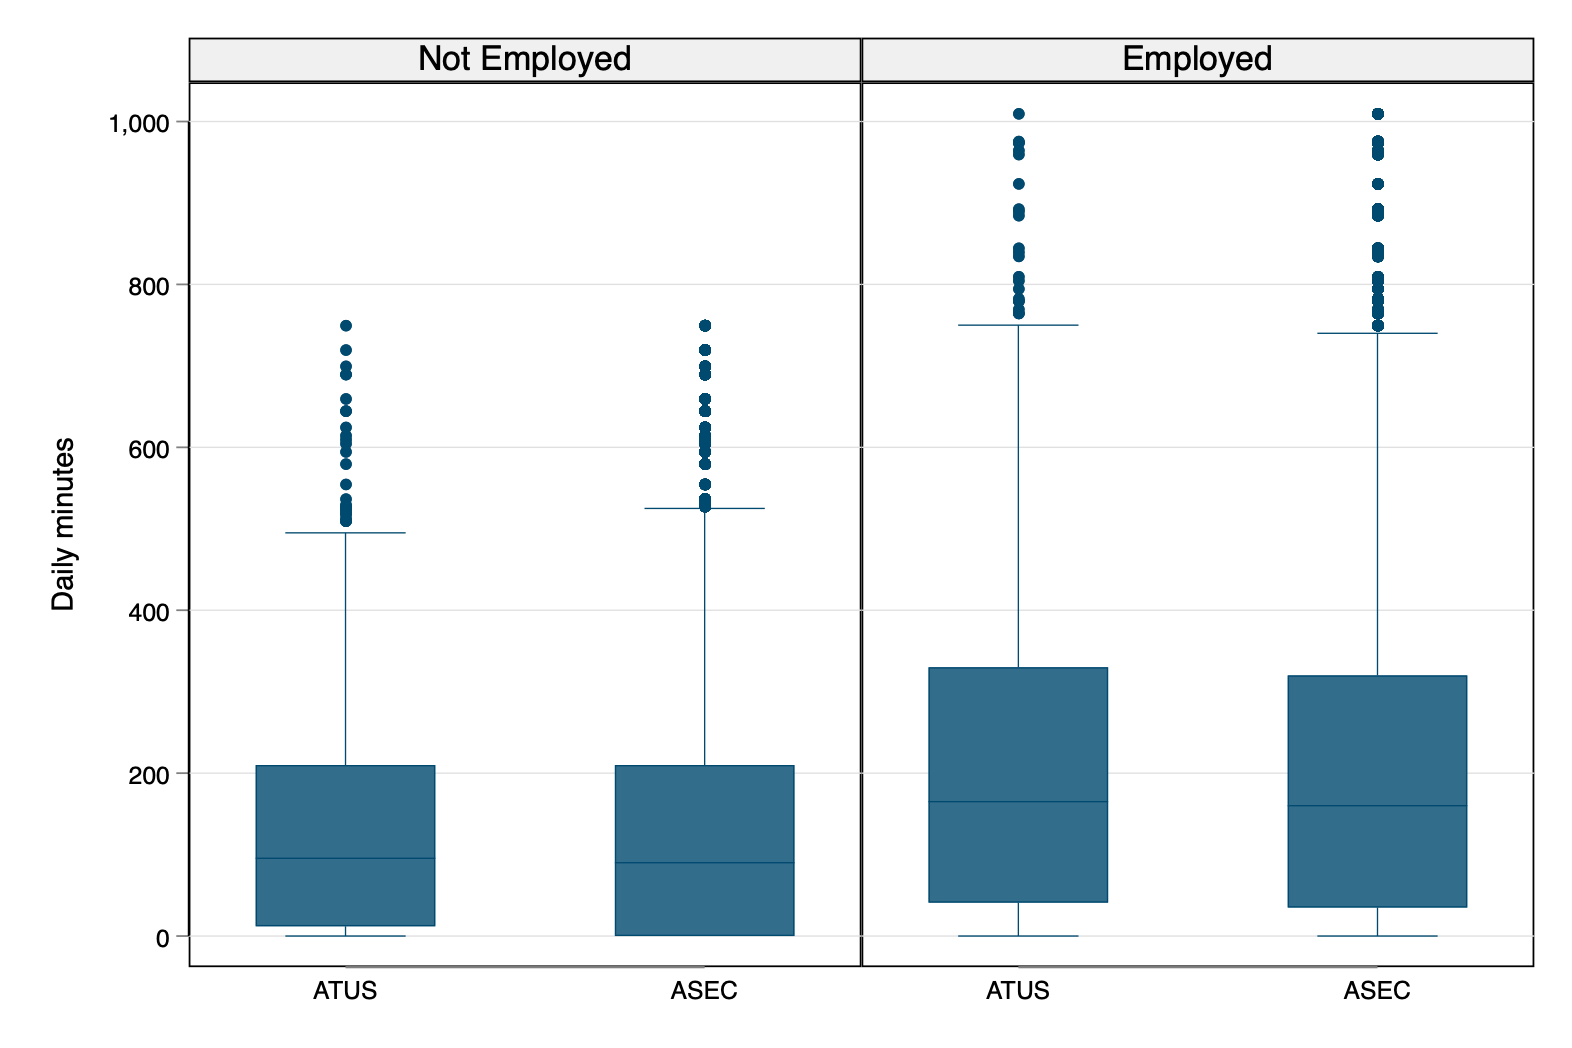 Not Employed
Employed
1,000
800
600
400
200
0
Daily minutes
ATUS
ASEC
ATUS
ASEC